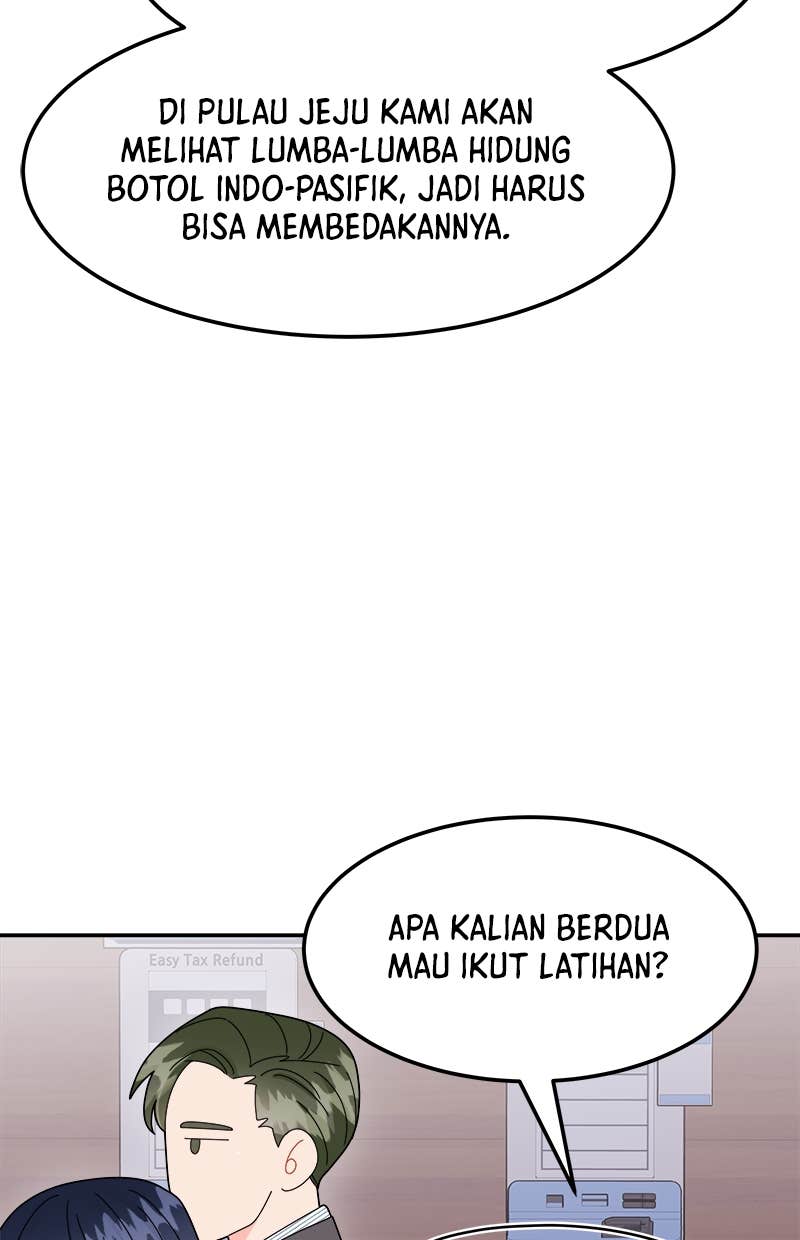 DI PULAU JEJU KAMI AKAN
MELIHAT LUMBA-LUMBA HIDUNG
BOTOL INDO-PASIFIK, JADI HARUS
BISA MEMBEDAKANNYA.
APA KALIAN BERDUA
MAU IKUT LATIHAN?
Easy Tax Refund